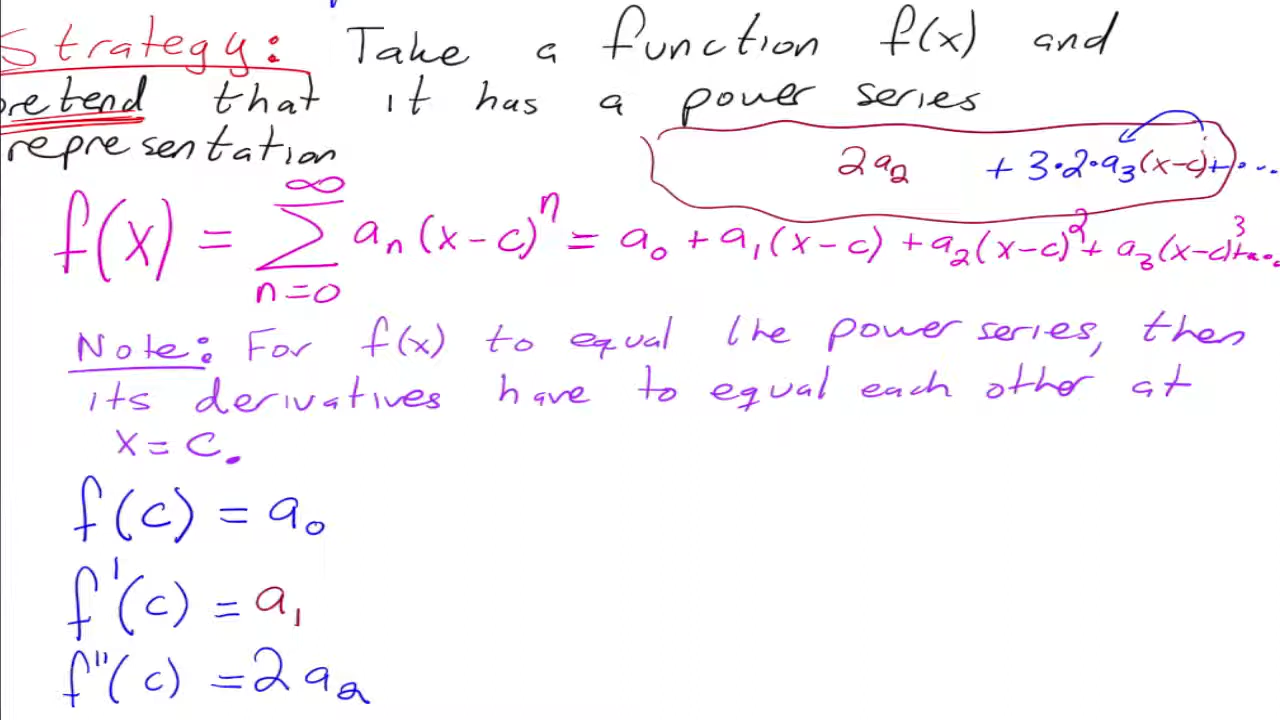 Strategy: Take a function f(x) and
pretend that it has a power series
representation
2a₂ + 3·2·a₃(x-c)+...
f(x) = ∑_{n=0}^{∞} aₙ(x-c)ⁿ = a₀ + a₁(x-c) + a₂(x-c)² + a₃(x-c)³+...
Note: For f(x) to equal the power series, then
its derivatives have to equal each other at
x = c.
f(c) = a₀
f'(c) = a₁
f"(c) = 2a₂